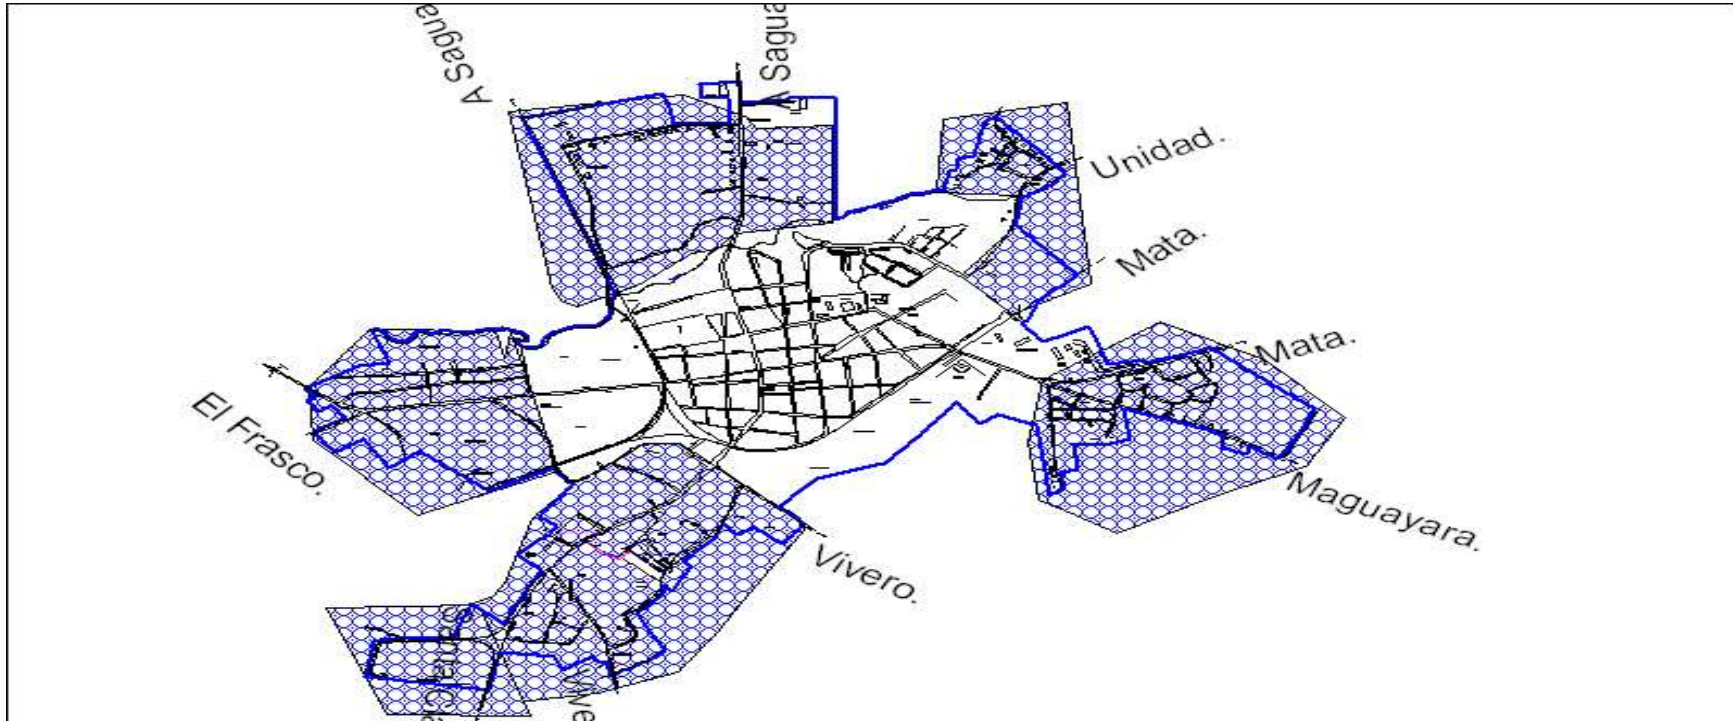 A Sagua
A Sagua
Unidad.
Mata.
Mata.
El Frasco.
Maguayara.
Vivero.